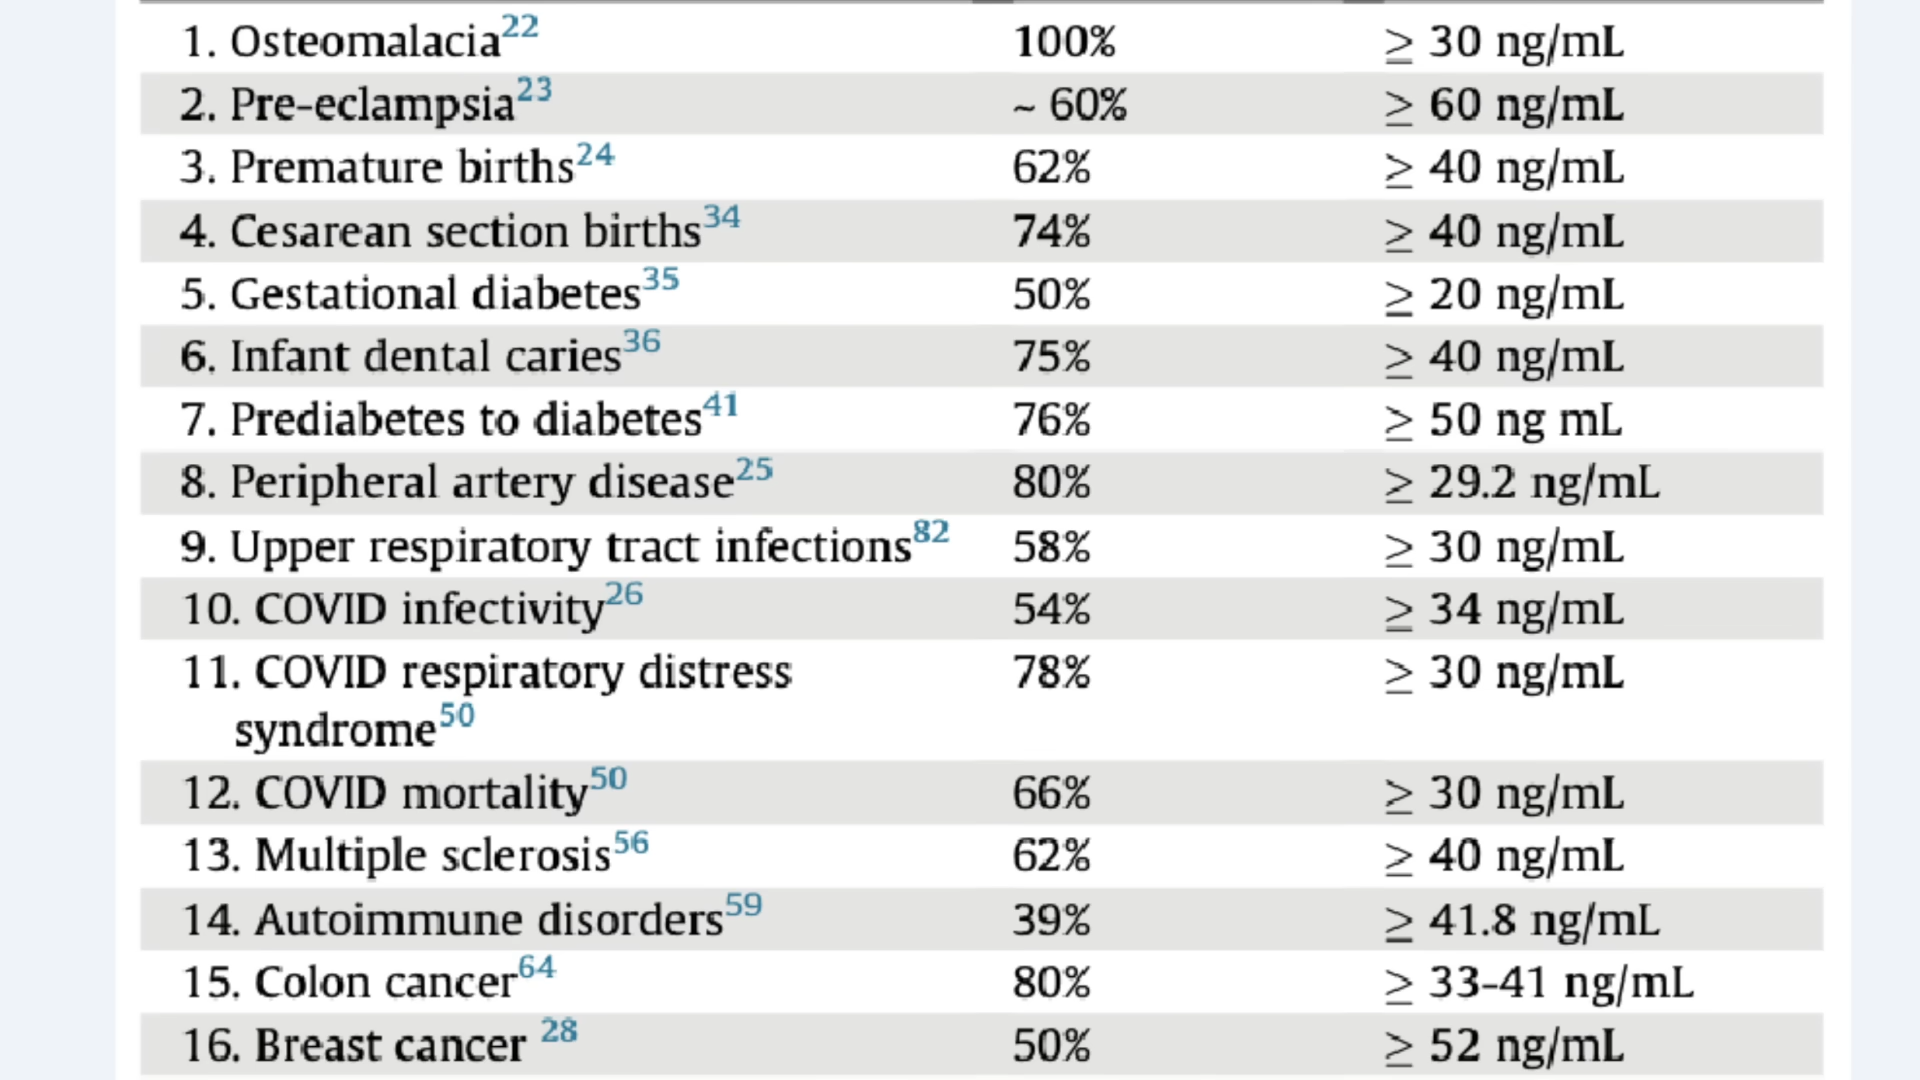 1. Osteomalacia22 100% ≥ 30 ng/mL
2. Pre-eclampsia23 ~ 60% ≥ 60 ng/mL
3. Premature births24 62% ≥ 40 ng/mL
4. Cesarean section births34 74% ≥ 40 ng/mL
5. Gestational diabetes35 50% ≥ 20 ng/mL
6. Infant dental caries36 75% ≥ 40 ng/mL
7. Prediabetes to diabetes41 76% ≥ 50 ng mL
8. Peripheral artery disease25 80% ≥ 29.2 ng/mL
9. Upper respiratory tract infections82 58% ≥ 30 ng/mL
10. COVID infectivity26 54% ≥ 34 ng/mL
11. COVID respiratory distress 78% ≥ 30 ng/mL
syndrome50
12. COVID mortality50 66% ≥ 30 ng/mL
13. Multiple sclerosis56 62% ≥ 40 ng/mL
14. Autoimmune disorders59 39% ≥ 41.8 ng/mL
15. Colon cancer64 80% ≥ 33-41 ng/mL
16. Breast cancer 28 50% ≥ 52 ng/mL